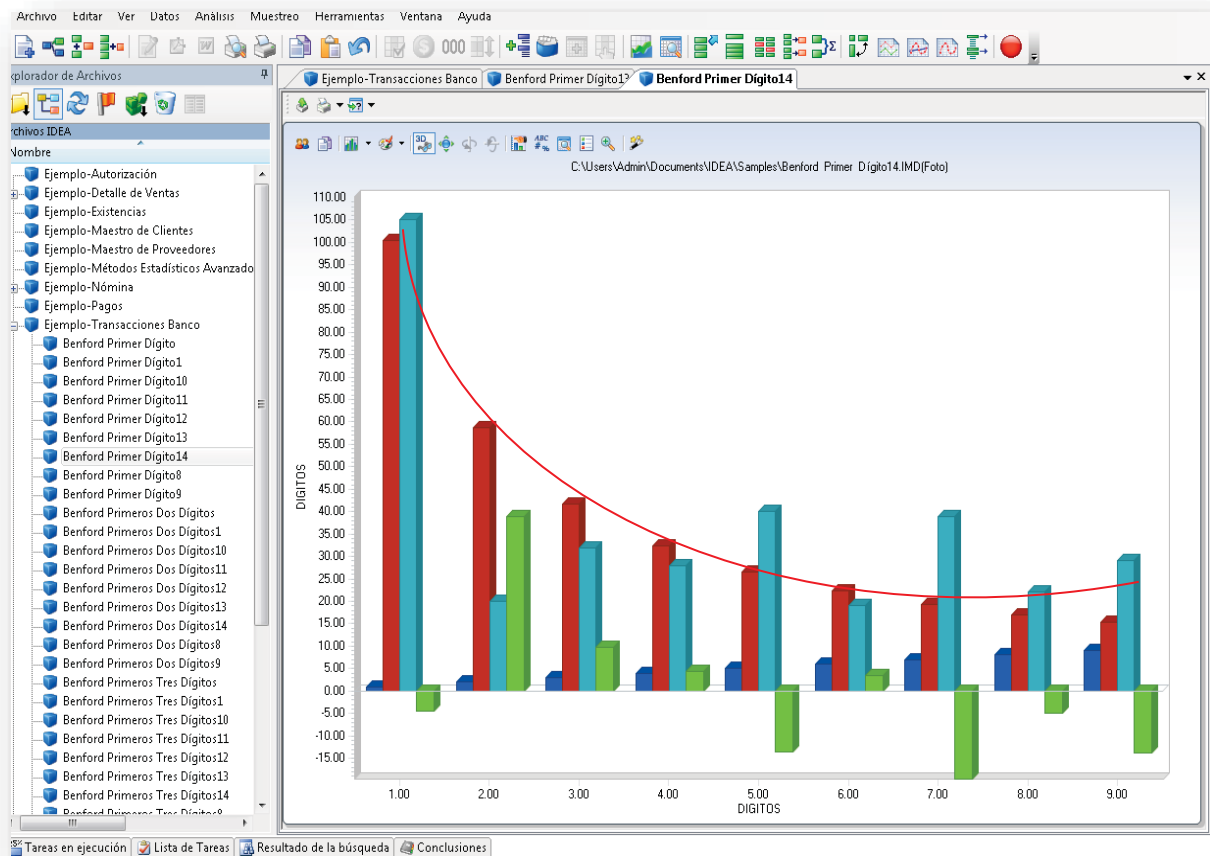 Archivo Editar Ver Datos Análisis Muestreo Herramientas Ventana Ayuda
xplorador de Archivos
rchivos IDEA
Nombre
Ejemplo-Autorización
Ejemplo-Detalle de Ventas
Ejemplo-Existencias
Ejemplo-Maestro de Clientes
Ejemplo-Maestro de Proveedores
Ejemplo-Métodos Estadísticos Avanzado
Ejemplo-Nómina
Ejemplo-Pagos
Ejemplo-Transacciones Banco
Benford Primer Dígito
Benford Primer Dígito1
Benford Primer Dígito10
Benford Primer Dígito11
Benford Primer Dígito12
Benford Primer Dígito13
Benford Primer Dígito14
Benford Primer Dígito8
Benford Primer Dígito9
Benford Primeros Dos Dígitos
Benford Primeros Dos Dígitos1
Benford Primeros Dos Dígitos10
Benford Primeros Dos Dígitos11
Benford Primeros Dos Dígitos12
Benford Primeros Dos Dígitos13
Benford Primeros Dos Dígitos14
Benford Primeros Dos Dígitos8
Benford Primeros Dos Dígitos9
Benford Primeros Tres Dígitos
Benford Primeros Tres Dígitos1
Benford Primeros Tres Dígitos10
Benford Primeros Tres Dígitos11
Benford Primeros Tres Dígitos12
Benford Primeros Tres Dígitos13
Benford Primeros Tres Dígitos14
Benford Primeros Tres Dígitos8
Ejemplo-Transacciones Banco Benford Primer Dígito13 Benford Primer Dígito14
3D
ABC
C:\Users\Admin\Documents\IDEA\Samples\Benford Primer Dígito14.IMD(Foto)
110.00
105.00
100.00
95.00
90.00
85.00
80.00
75.00
70.00
65.00
60.00
55.00
50.00
45.00
40.00
35.00
30.00
25.00
20.00
15.00
10.00
5.00
0.00
-5.00
-10.00
-15.00
DIGITOS
1.00 2.00 3.00 4.00 5.00 6.00 7.00 8.00 9.00
DIGITOS
Tareas en ejecución Lista de Tareas Resultado de la búsqueda Conclusiones